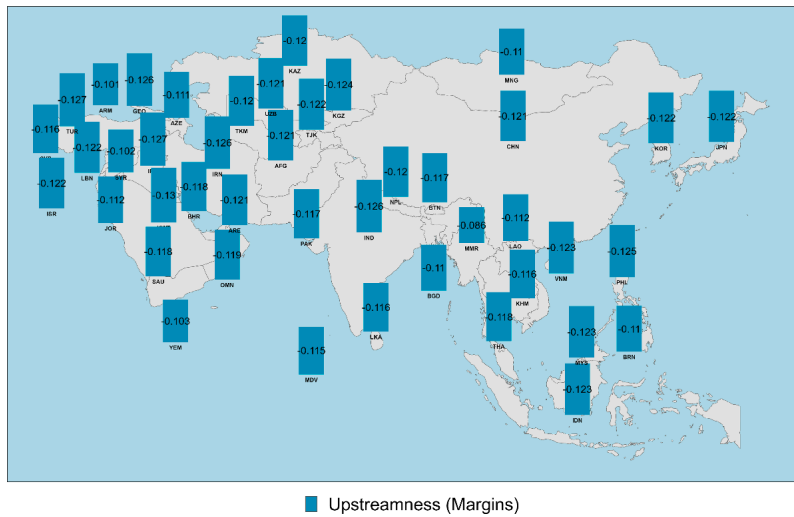 -0.12
KAZ
-0.11
MNG
-0.126
GEO
-0.101
ARM
-0.127
TUR
-0.111
AZE
-0.12
TKM
-0.121
UZB
-0.122
TJK
-0.124
KGZ
-0.121
CHN
-0.122
KOR
-0.122
JPN
-0.116
-0.122
LBN
-0.102
SYR
-0.127
-0.126
IRN
-0.121
AFG
-0.122
ISR
-0.112
JOR
-0.13
-0.118
BHR
-0.121
ARE
-0.117
PAK
-0.126
IND
-0.12
NPL
-0.117
BTN
-0.086
MMR
-0.112
LAO
-0.123
VNM
-0.125
PHL
-0.118
SAU
-0.119
OMN
-0.11
BGD
-0.116
KHM
-0.103
YEM
-0.115
MDV
-0.116
LKA
-0.118
THA
-0.123
MYS
-0.11
BRN
-0.123
IDN
Upstreamness (Margins)